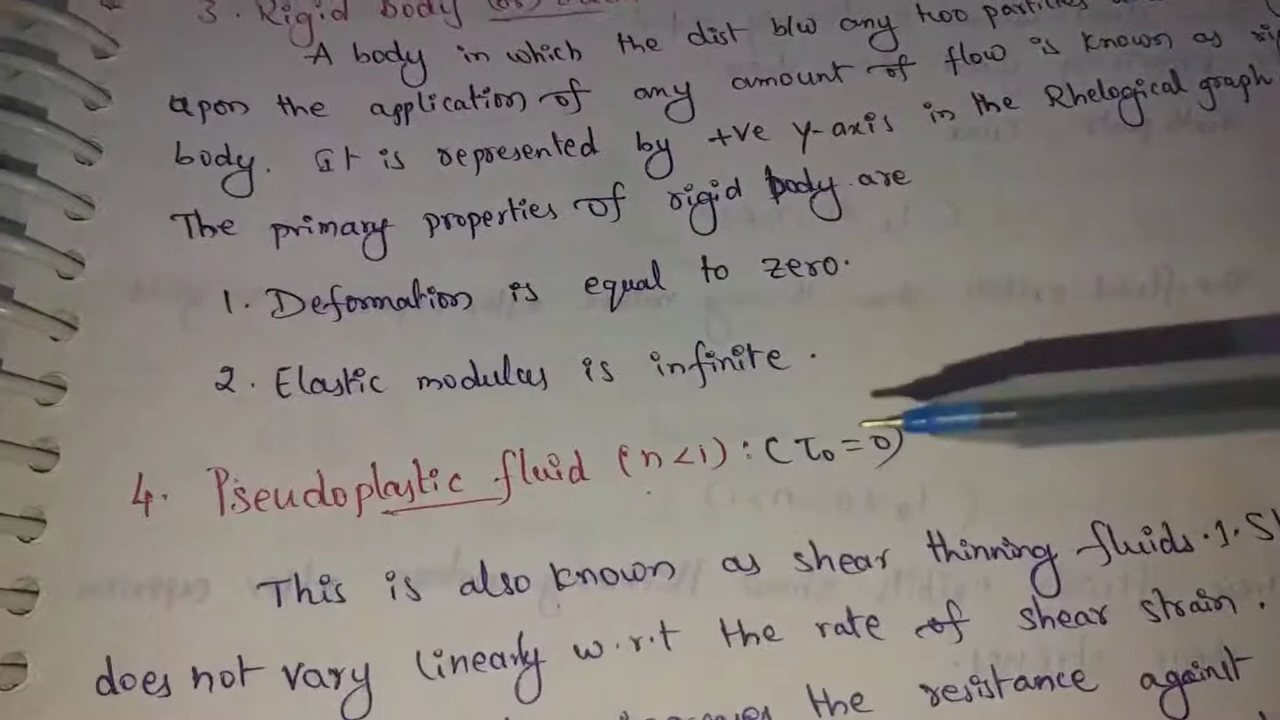 3. Rigid body (or)
A body in which the dist b/w any two particles
upon the application of any amount of flow is known as
body. It is represented by +ve y-axis in the Rhelogical graph
The primary properties of rigid body are
1. Deformation is equal to zero.
2. Elastic modulus is infinite.
4. Pseudoplastic fluid (n<1): (τ₀=0)
This is also known as shear thinning fluids.1.
does not vary linearly w.r.t the rate of shear strain.
the resistance against